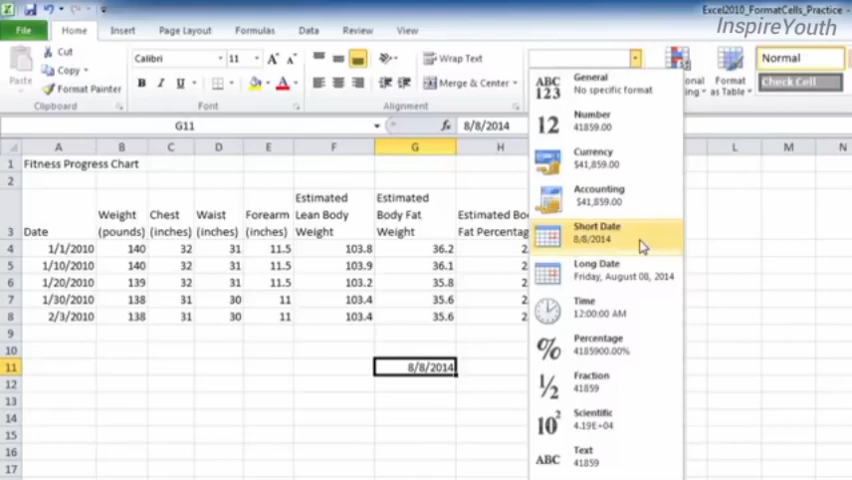 Excel2010_FormatCells_Practice
InspireYouth
File Home Insert Page Layout Formulas Data Review View
Cut
Copy
Format Painter
Paste
Clipboard
Calibri 11
B I U
Font
Wrap Text
Merge & Center
Alignment
Format as Table
Normal
Check Cell
G11 fx 8/8/2014
A B C D E F G H L M N
1 Fitness Progress Chart
2
3 Date Weight (pounds) Chest (inches) Waist (inches) Forearm (inches) Estimated Lean Body Weight Estimated Body Fat Weight Estimated Fat Percentag
4 1/1/2010 140 32 31 11.5 103.8 36.2 2
5 1/10/2010 140 32 31 11.5 103.9 36.1 2
6 1/20/2010 139 32 31 11.5 103.2 35.8 2
7 1/30/2010 138 31 30 11 103.4 35.6 2
8 2/3/2010 138 31 30 11 103.4 35.6 2
9
10
11 8/8/2014
12
13
14
15
16
17
ABC 123 General
No specific format
12 Number
41859.00
Currency
$41,859.00
Accounting
$41,859.00
Short Date
8/8/2014
Long Date
Friday, August 08, 2014
Time
12:00:00 AM
% Percentage
4185900.00%
1/2 Fraction
41859
10² Scientific
4.19E+04
ABC Text
41859